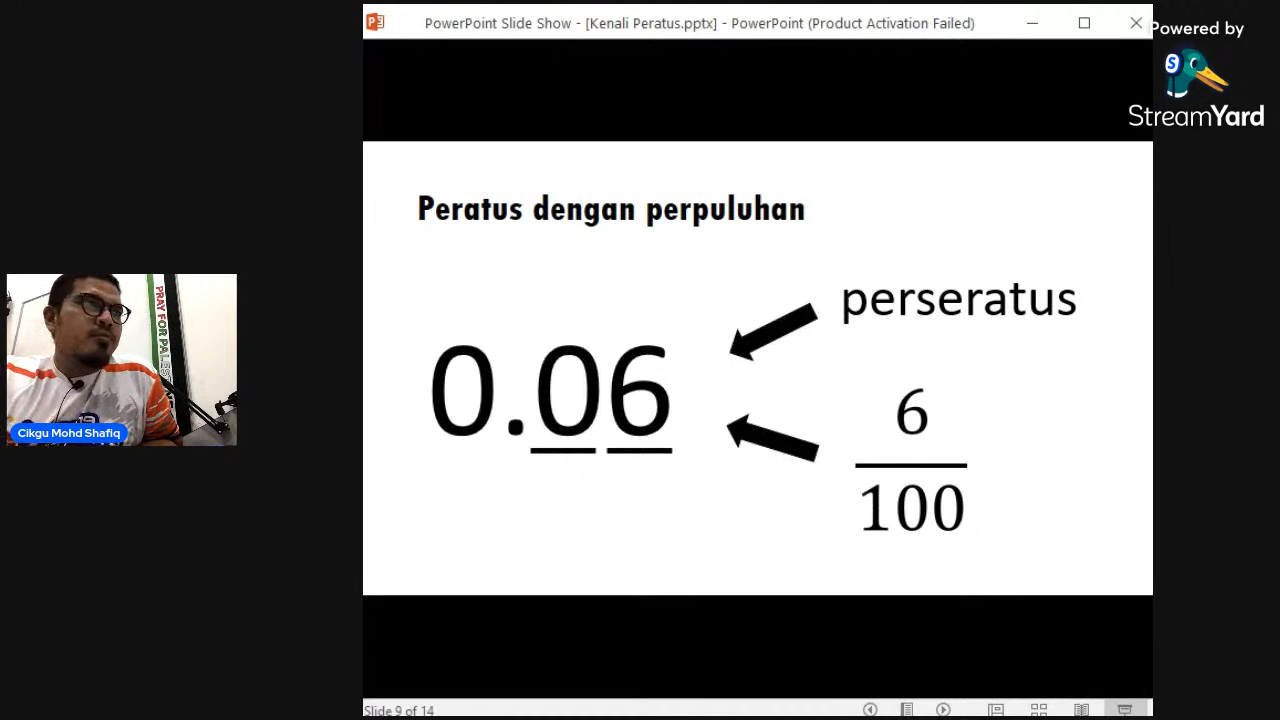 PowerPoint Slide Show - [Kenali Peratus.pptx] - PowerPoint (Product Activation Failed)
Powered by
StreamYard
S
Peratus dengan perpuluhan
perseratus
0.06
6
100
PRAY FOR PALES
Cikgu Mohd Shafiq
Slide 9 of 14